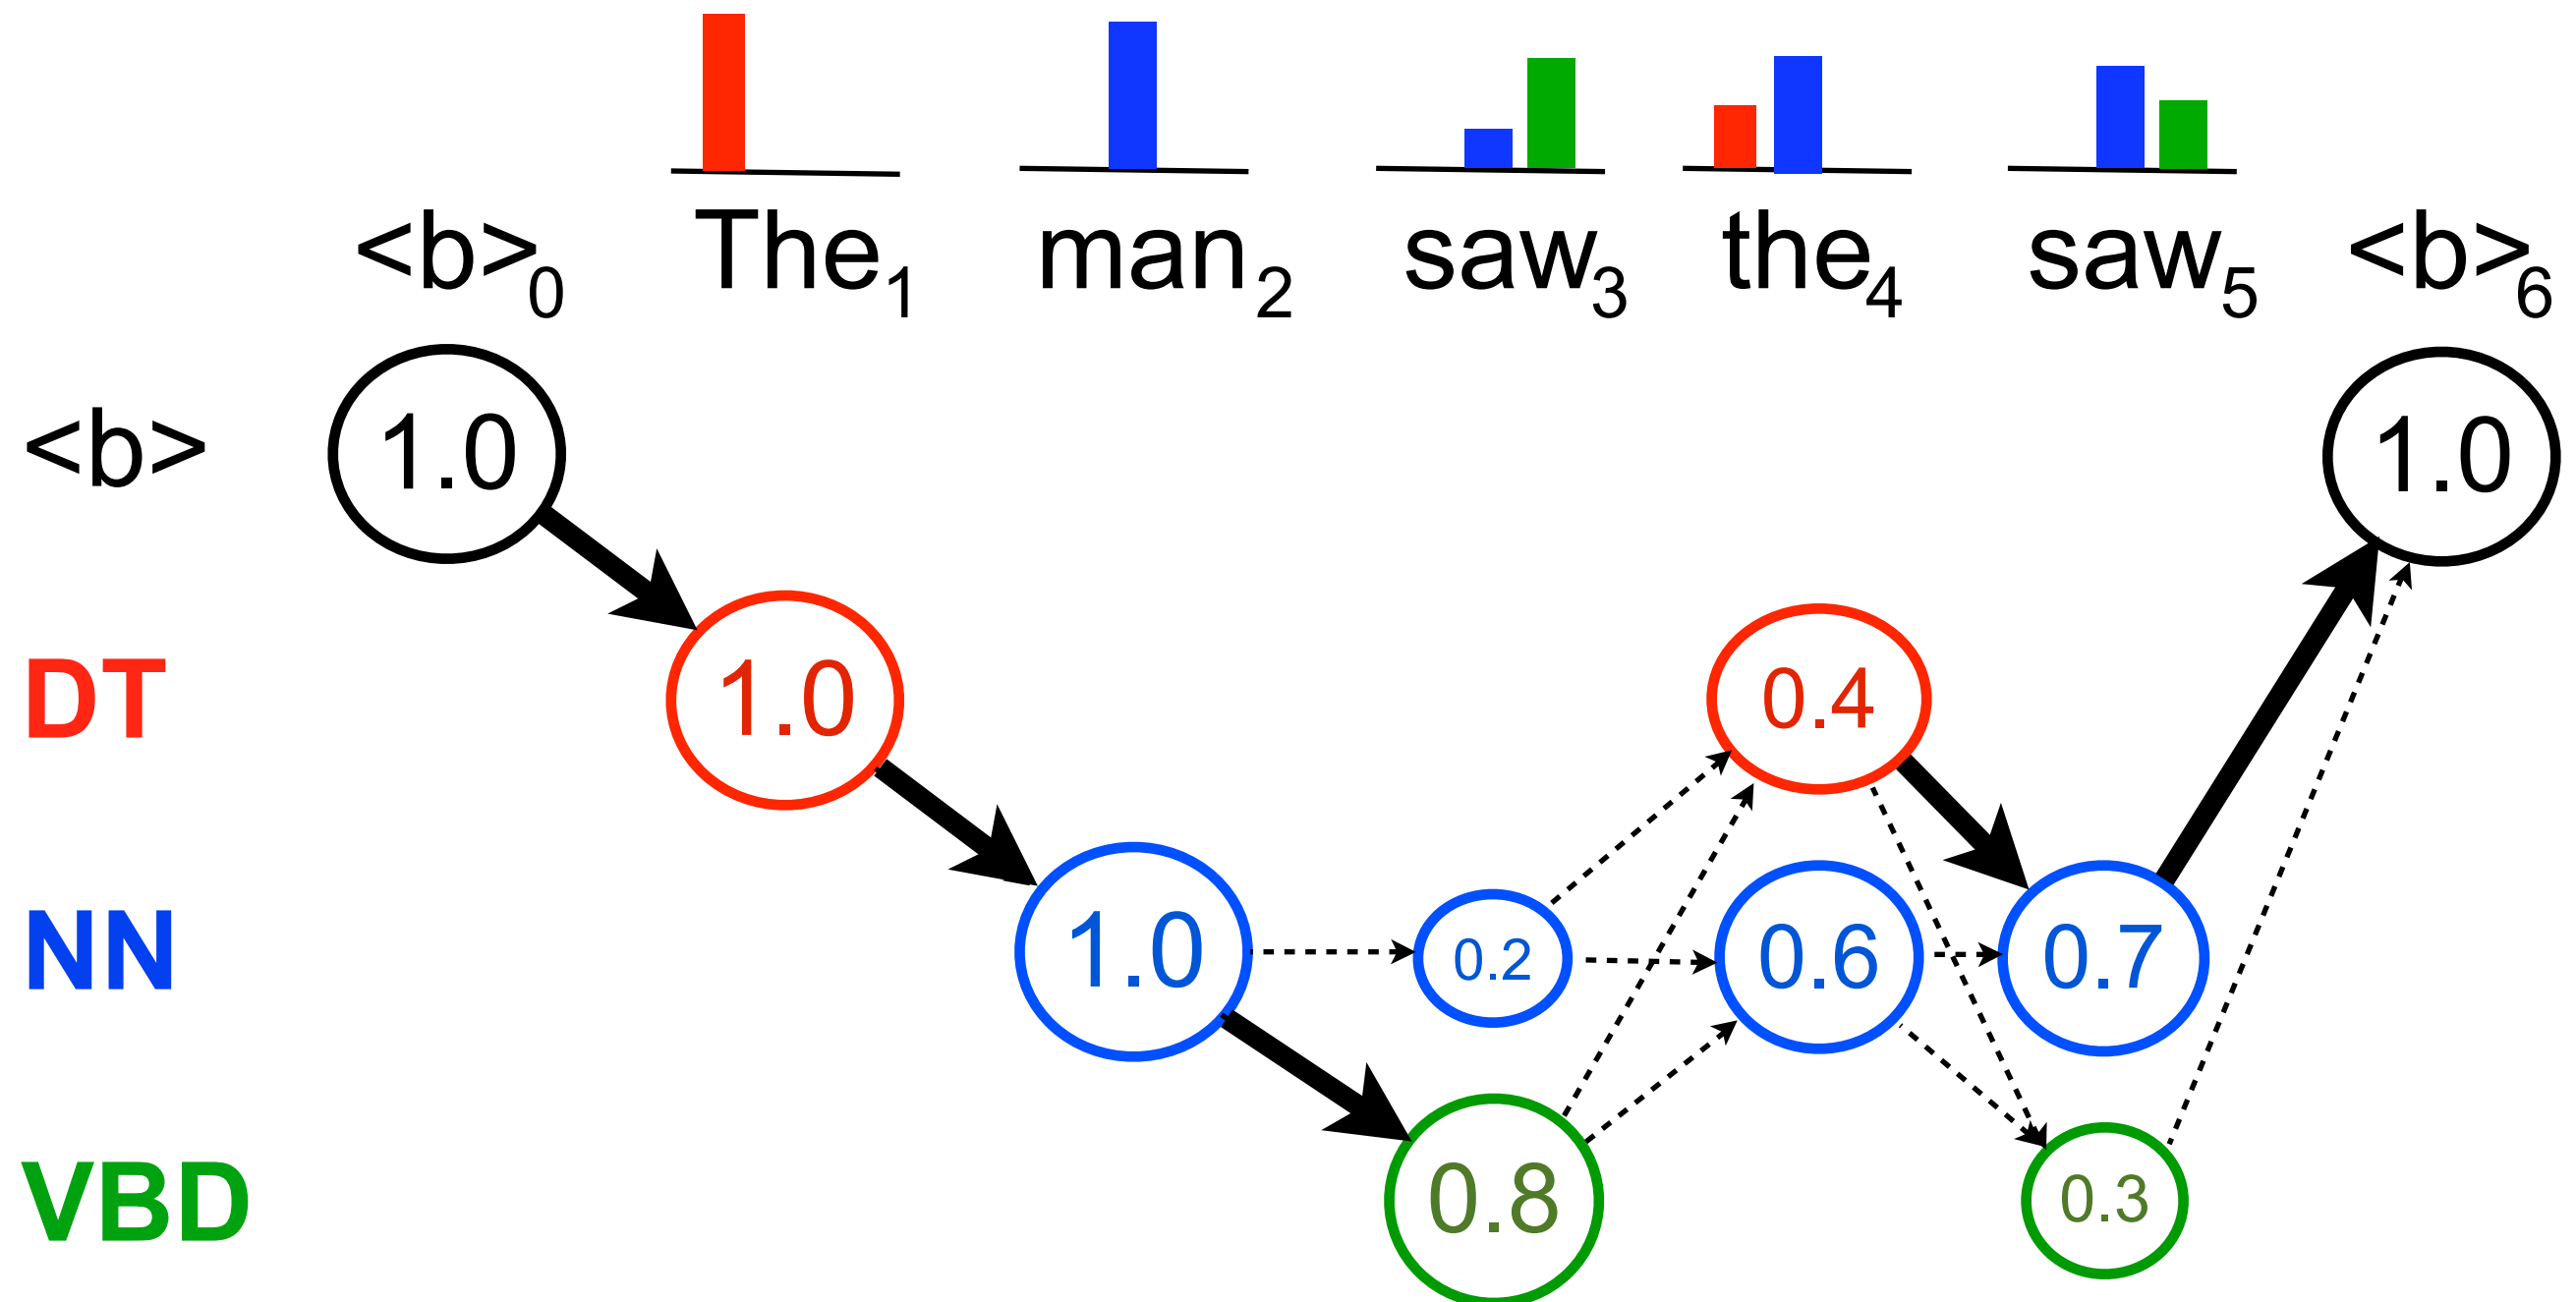 <b>0 The1 man2 saw3 the4 saw5 <b>6
<b> 1.0 1.0
DT 1.0 0.4
NN 1.0 0.2 0.6 0.7
VBD 0.8 0.3